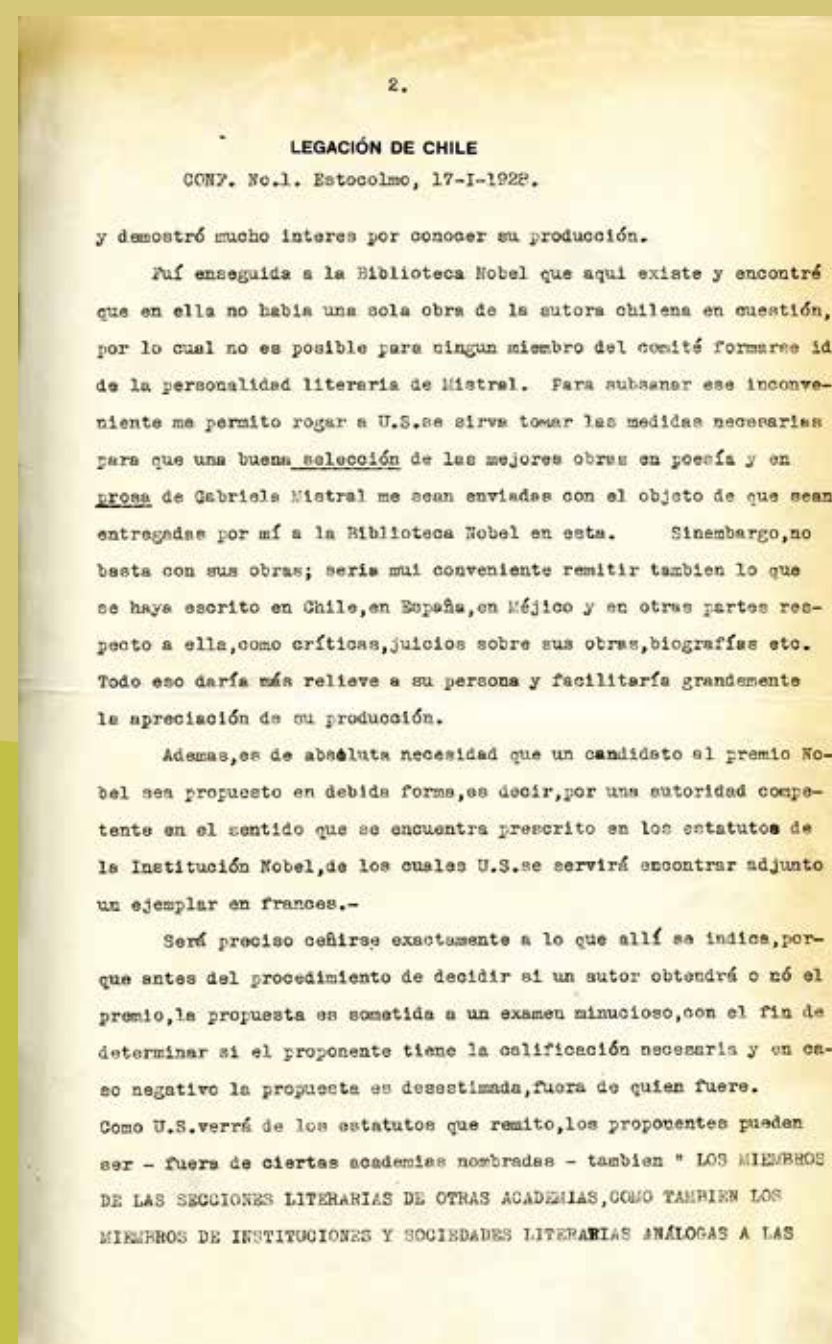 2.
LEGACIÓN DE CHILE
CONF. No.1. Estocolmo, 17-I-1928.
y demostró mucho interes por conocer su producción.
Fuí enseguida a la Biblioteca Nobel que aqui existe y encontré
que en ella no habia una sola obra de la autora chilena en cuestión,
por lo cual no es posible para ningun miembro del comité formarse id
de la personalidad literaria de Mistral. Para subsanar ese inconve-
niente me permito rogar a U.S.se sirva tomar las medidas necesarias
para que una buena selección de las mejores obras en poesía y en
prosa de Gabriela Mistral me sean enviadas con el objeto de que sean
entregadas por mí a la Biblioteca Nobel en esta. Sinembargo,no
basta con sus obras; seria mui conveniente remitir tambien lo que
se haya escrito en Chile,en España,en Méjico y en otras partes res-
pecto a ella,como críticas,juicios sobre sus obras,biografías etc.
Todo eso daría más relieve a su persona y facilitaría grandemente
la apreciación de su producción.
Ademas,es de absoluta necesidad que un candidato al premio No-
bel sea propuesto en debida forma,es decir,por una autoridad compe-
tente en el sentido que se encuentra prescrito en los estatutos de
la Institución Nobel,de los cuales U.S.se servirá encontrar adjunto
un ejemplar en frances.-
Será preciso ceñirse exactamente a lo que allí se indica,por-
que antes del procedimiento de decidir si un autor obtendrá o nó el
premio,la propuesta es sometida a un examen minucioso,con el fin de
determinar si el proponente tiene la calificación necesaria y en ca-
so negativo la propuesta es desestimada,fuera de quien fuere.
Como U.S.verrá de los estatutos que remito,los proponentes pueden
ser - fuera de ciertas academias nombradas - tambien " LOS MIEMBROS
DE LAS SECCIONES LITERARIAS DE OTRAS ACADEMIAS,COMO TAMBIEN LOS
MIEMBROS DE INSTITUCIONES Y SOCIEDADES LITERARIAS ANÁLOGAS A LAS